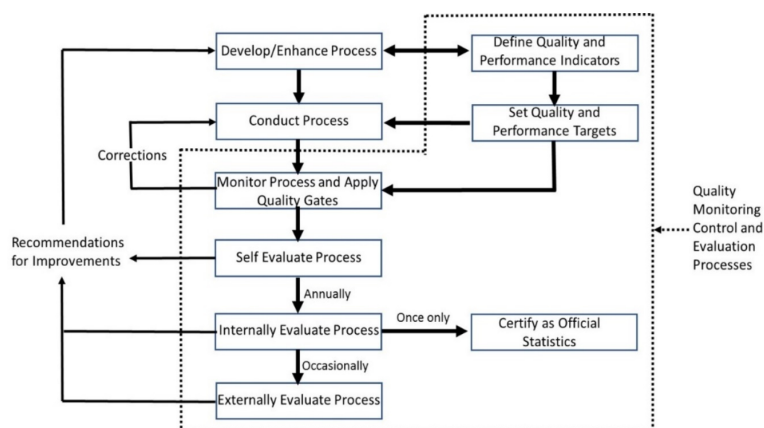 Develop/Enhance Process
Define Quality and
Performance Indicators
Conduct Process
Set Quality and
Performance Targets
Corrections
Monitor Process and Apply
Quality Gates
Quality
Monitoring
Control and
Evaluation
Processes
Recommendations
for Improvements
Self Evaluate Process
Annually
Internally Evaluate Process
Once only
Certify as Official
Statistics
Occasionally
Externally Evaluate Process